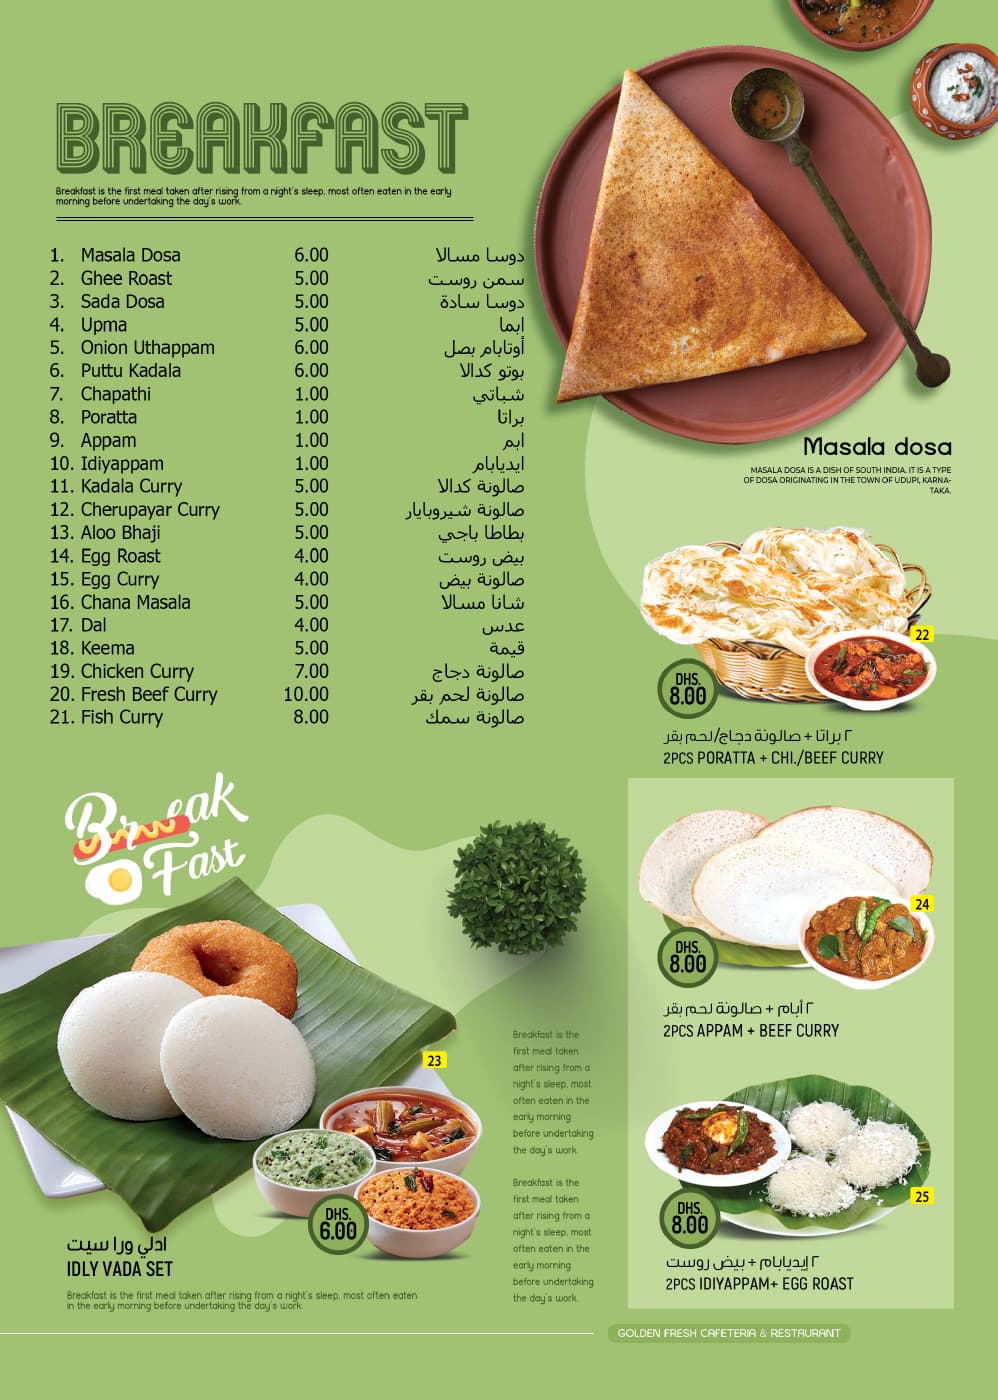 BREAKFAST
Breakfast is the first meal taken after rising from a night's sleep, most often eaten in the early
morning before undertaking the day's work.
1. Masala Dosa 6.00 دوسا مسالا
2. Ghee Roast 5.00 سمن روست
3. Sada Dosa 5.00 دوسا سادة
4. Upma 5.00 ابما
5. Onion Uthappam 6.00 أوتابام بصل
6. Puttu Kadala 6.00 بوتو كدالا
7. Chapathi 1.00 شباتي
8. Poratta 1.00 براتا
9. Appam 1.00 ابم
10. Idiyappam 1.00 ايديابام
11. Kadala Curry 5.00 صالونة كدالا
12. Cherupayar Curry 5.00 صالونة شيروبايار
13. Aloo Bhaji 5.00 بطاطا باجي
14. Egg Roast 4.00 بيض روست
15. Egg Curry 4.00 صالونة بيض
16. Chana Masala 5.00 شانا مسالا
17. Dal 4.00 عدس
18. Keema 5.00 قيمة
19. Chicken Curry 7.00 صالونة دجاج
20. Fresh Beef Curry 10.00 صالونة لحم بقر
21. Fish Curry 8.00 صالونة سمك
Masala dosa
MASALA DOSA IS A DISH OF SOUTH INDIA. IT IS A TYPE
OF DOSA ORIGINATING IN THE TOWN OF UDUPI, KARNA-
TAKA.
22
DHS.
8.00
٢ براتا + صالونة دجاج/لحم بقر
2PCS PORATTA + CHI./BEEF CURRY
24
DHS.
8.00
٢ أبام + صالونة لحم بقر
2PCS APPAM + BEEF CURRY
25
DHS.
8.00
٢ إيديابام + بيض روست
2PCS IDIYAPPAM+ EGG ROAST
Break
Fast
23
DHS.
6.00
ادلي ورا سيت
IDLY VADA SET
Breakfast is the first meal taken after rising from a night's sleep, most often eaten
in the early morning before undertaking the day's work.
Breakfast is the
first meal taken
after rising from a
night's sleep, most
often eaten in the
early morning
before undertaking
the day's work.
Breakfast is the
first meal taken
after rising from a
night's sleep, most
often eaten in the
early morning
before undertaking
the day's work.
GOLDEN FRESH CAFETERIA & RESTAURANT